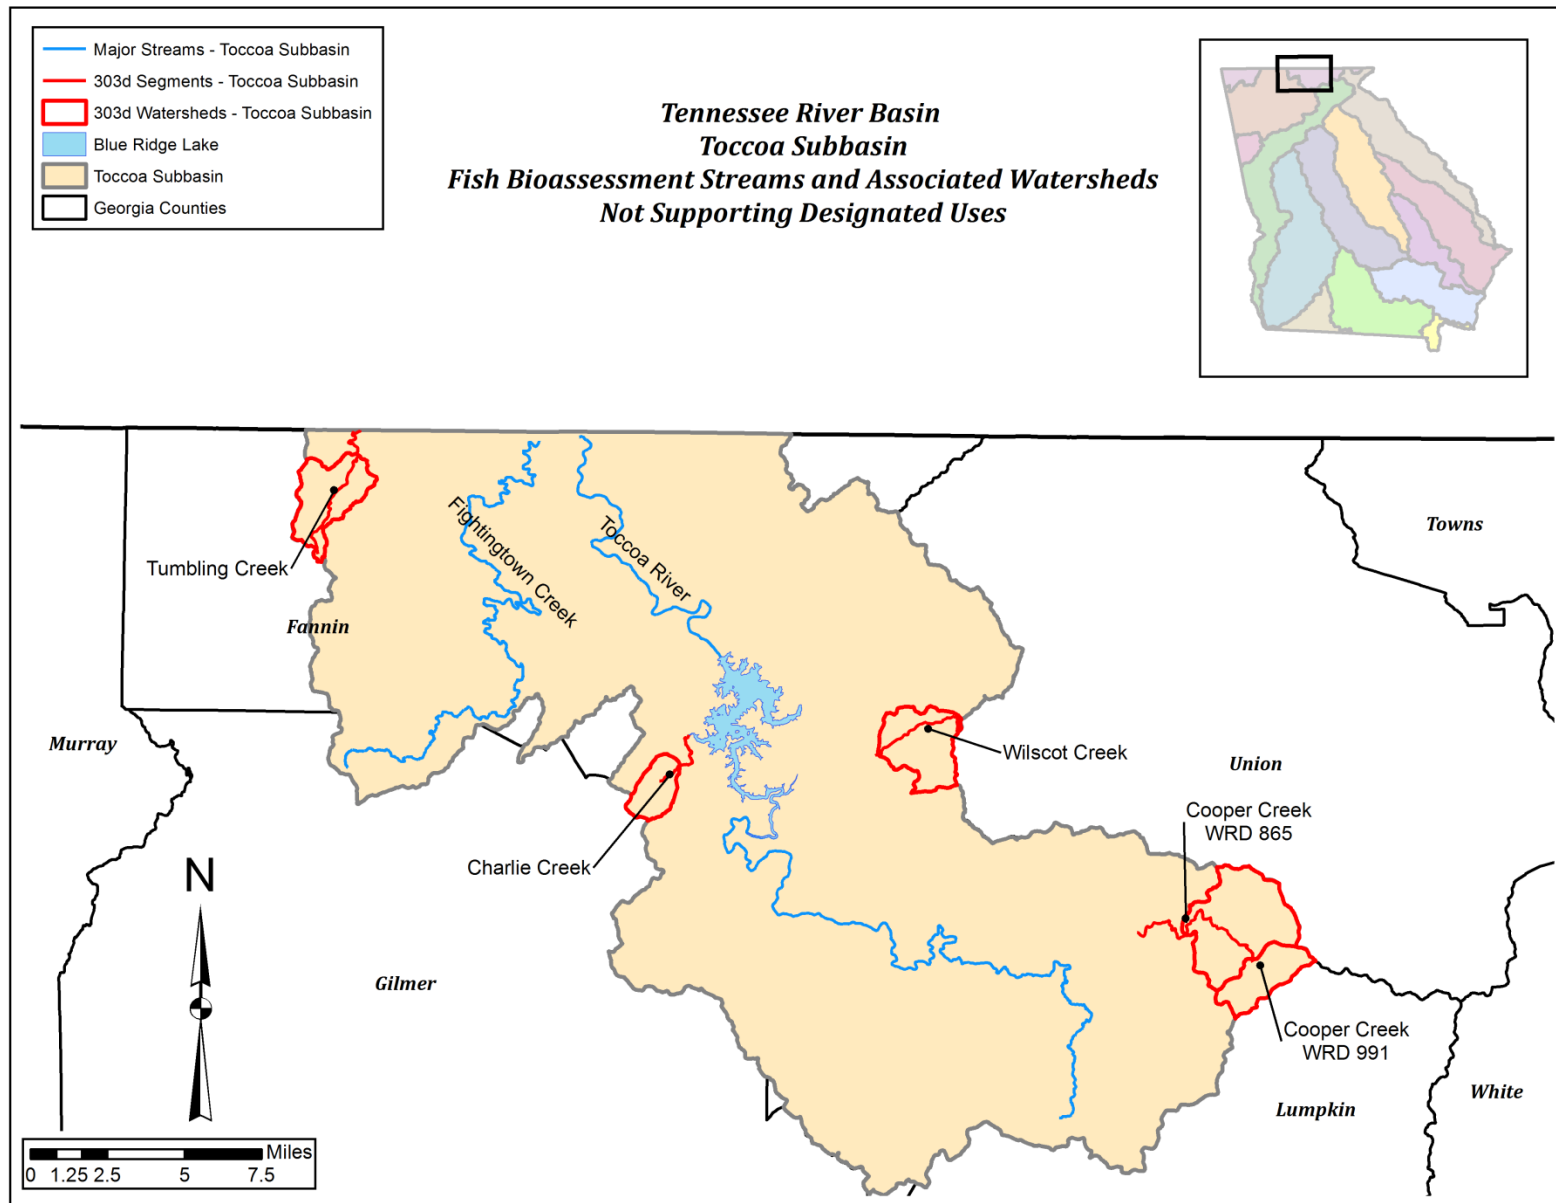 Major Streams - Toccoa Subbasin
303d Segments - Toccoa Subbasin
303d Watersheds - Toccoa Subbasin
Blue Ridge Lake
Toccoa Subbasin
Georgia Counties
Tennessee River Basin
Toccoa Subbasin
Fish Bioassessment Streams and Associated Watersheds
Not Supporting Designated Uses
Towns
Fightingtown Creek
Toccoa River
Tumbling Creek
Fannin
Murray
Wilscot Creek
Union
Cooper Creek
WRD 865
Charlie Creek
N
Gilmer
Cooper Creek
WRD 991
White
Lumpkin
Miles
0 1.25 2.5 5 7.5